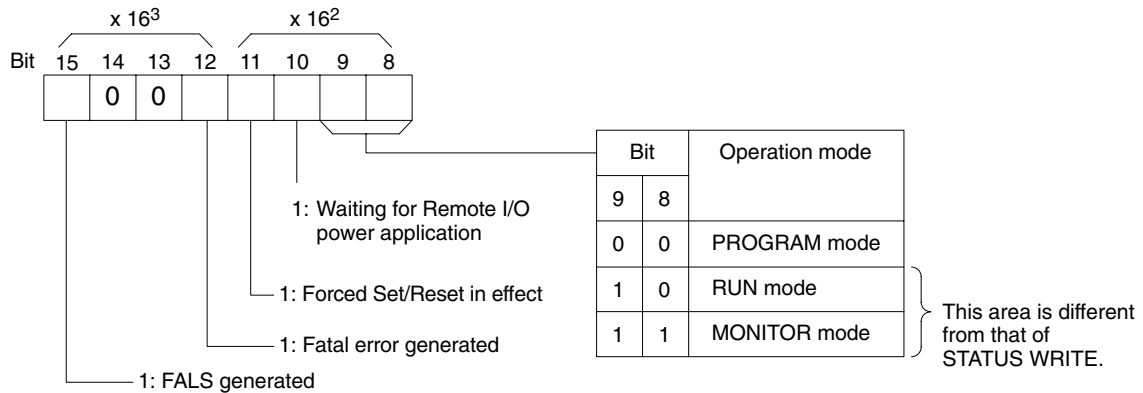 x 16³ x 16²
Bit 15 14 13 12 11 10 9 8
0 0
Bit Operation mode
9 8
0 0 PROGRAM mode
1 0 RUN mode
1 1 MONITOR mode
This area is different
from that of
STATUS WRITE.
1: Waiting for Remote I/O
power application
1: Forced Set/Reset in effect
1: Fatal error generated
1: FALS generated